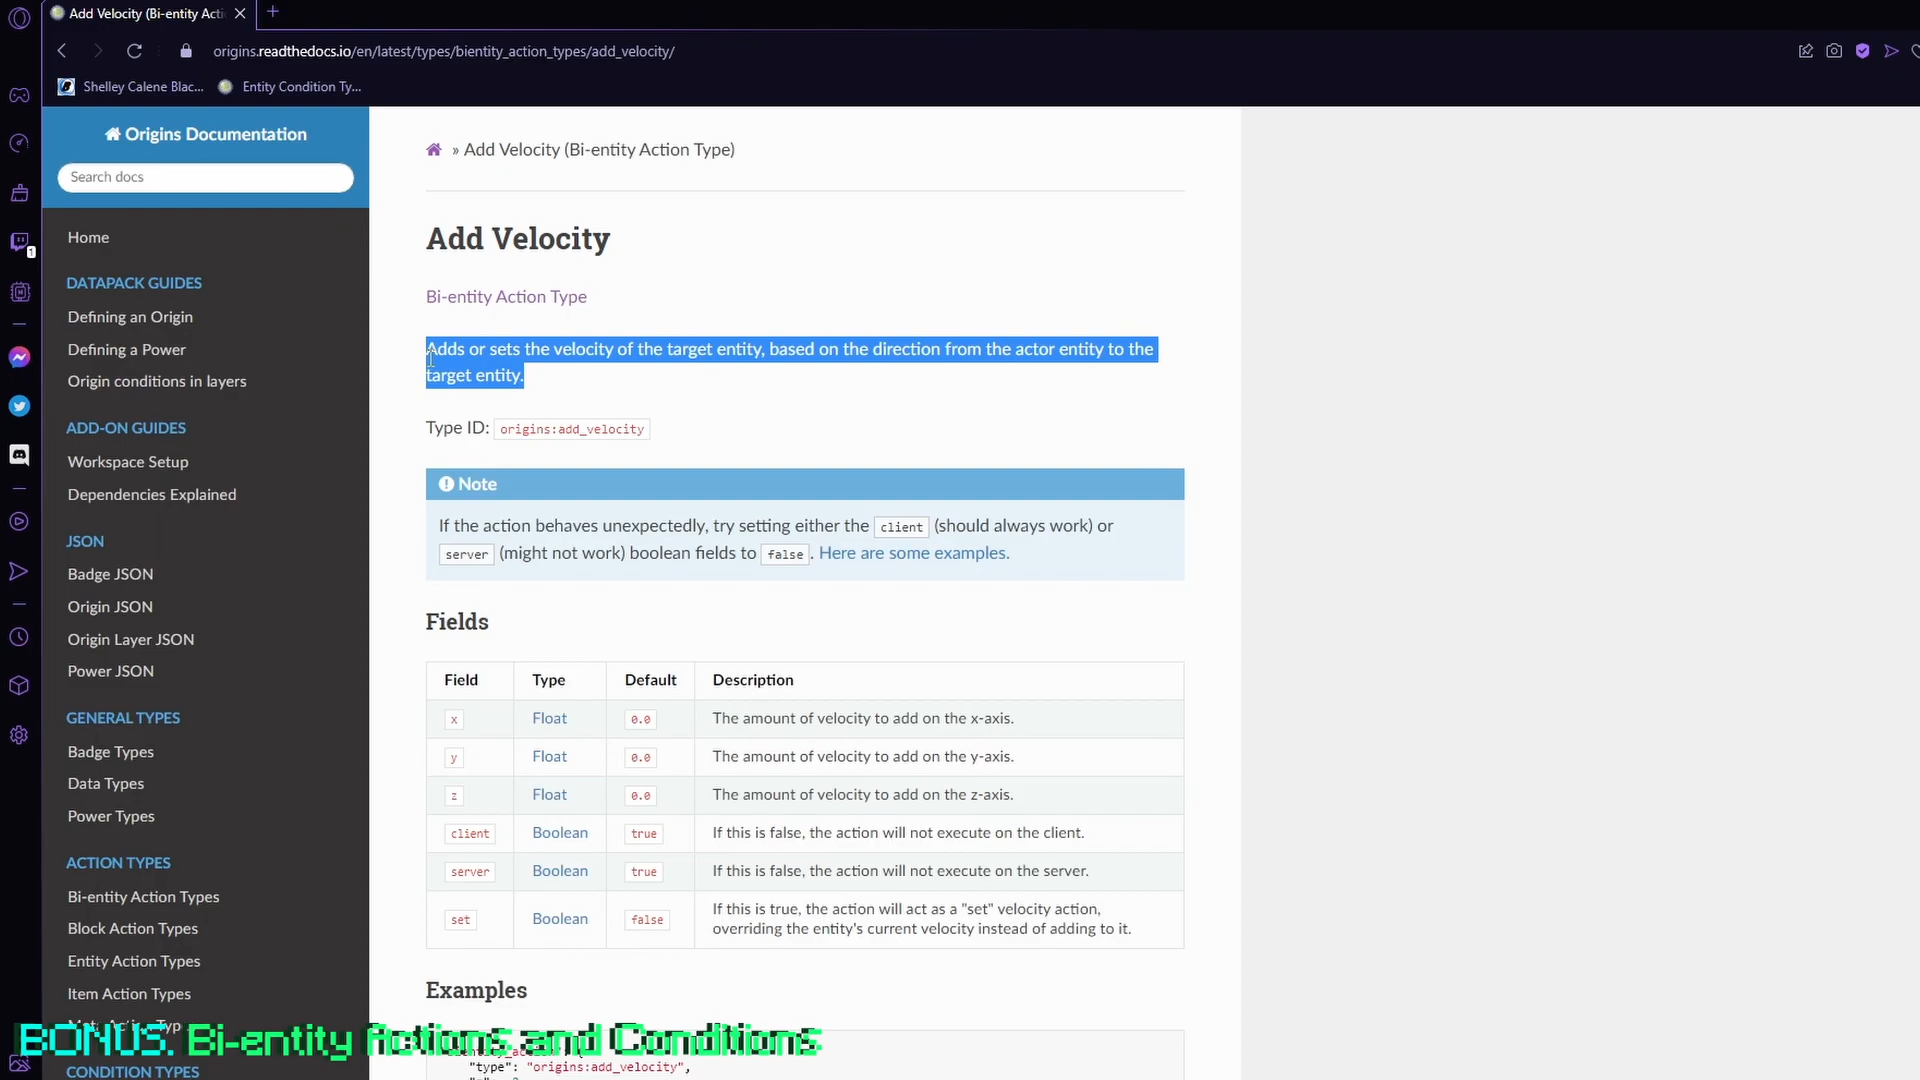 Add Velocity (Bi-entity Acti
origins.readthedocs.io/en/latest/types/bientity_action_types/add_velocity/
Shelley Calene Blac...
Entity Condition Ty...
1
Origins Documentation
Search docs
Home
DATAPACK GUIDES
Defining an Origin
Defining a Power
Origin conditions in layers
ADD-ON GUIDES
Workspace Setup
Dependencies Explained
JSON
Badge JSON
Origin JSON
Origin Layer JSON
Power JSON
GENERAL TYPES
Badge Types
Data Types
Power Types
ACTION TYPES
Bi-entity Action Types
Block Action Types
Entity Action Types
Item Action Types
CONDITION TYPES
» Add Velocity (Bi-entity Action Type)
Add Velocity
Bi-entity Action Type
Adds or sets the velocity of the target entity, based on the direction from the actor entity to the
target entity.
Type ID: origins:add_velocity
Note
If the action behaves unexpectedly, try setting either the client (should always work) or
server (might not work) boolean fields to false. Here are some examples.
Fields
Field Type Default Description
x Float 0.0 The amount of velocity to add on the x-axis.
y Float 0.0 The amount of velocity to add on the y-axis.
z Float 0.0 The amount of velocity to add on the z-axis.
client Boolean true If this is false, the action will not execute on the client.
server Boolean true If this is false, the action will not execute on the server.
set Boolean false If this is true, the action will act as a "set" velocity action,
overriding the entity's current velocity instead of adding to it.
Examples
"type": "origins:add_velocity",
BONUS: Bi-entity Actions and Conditions